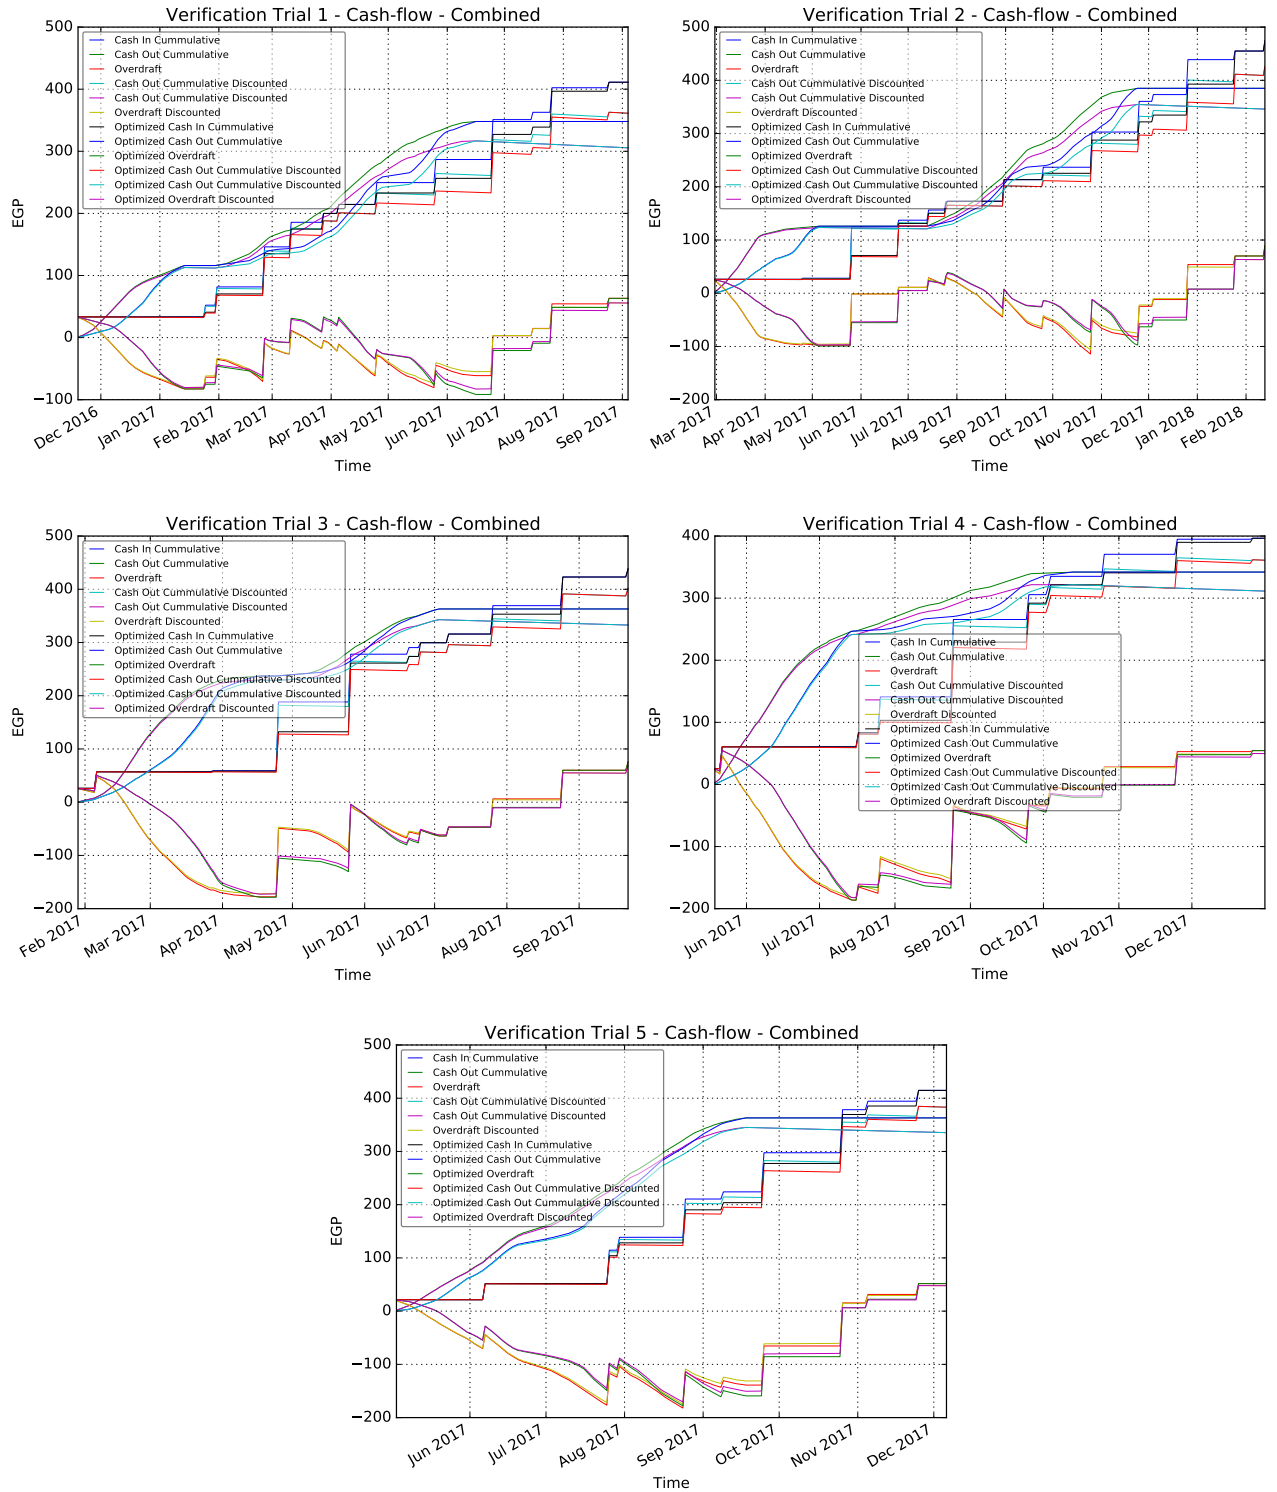 Verification Trial 1 - Cash-flow - Combined
500
400
300
200
100
0
−100
EGP
Cash In Cummulative
Cash Out Cummulative
Overdraft
Cash Out Cummulative Discounted
Cash Out Cummulative Discounted
Overdraft Discounted
Optimized Cash In Cummulative
Optimized Cash Out Cummulative
Optimized Overdraft
Optimized Cash Out Cummulative Discounted
Optimized Cash Out Cummulative Discounted
Optimized Overdraft Discounted
Dec 2016 Jan 2017 Feb 2017 Mar 2017 Apr 2017 May 2017 Jun 2017 Jul 2017 Aug 2017 Sep 2017
Time
Verification Trial 2 - Cash-flow - Combined
500
400
300
200
100
0
−100
−200
EGP
Cash In Cummulative
Cash Out Cummulative
Overdraft
Cash Out Cummulative Discounted
Cash Out Cummulative Discounted
Overdraft Discounted
Optimized Cash In Cummulative
Optimized Cash Out Cummulative
Optimized Overdraft
Optimized Cash Out Cummulative Discounted
Optimized Cash Out Cummulative Discounted
Optimized Overdraft Discounted
Mar 2017 Apr 2017 May 2017 Jun 2017 Jul 2017 Aug 2017 Sep 2017 Oct 2017 Nov 2017 Dec 2017 Jan 2018 Feb 2018
Time
Verification Trial 3 - Cash-flow - Combined
500
400
300
200
100
0
−100
−200
EGP
Cash In Cummulative
Cash Out Cummulative
Overdraft
Cash Out Cummulative Discounted
Cash Out Cummulative Discounted
Overdraft Discounted
Optimized Cash In Cummulative
Optimized Cash Out Cummulative
Optimized Overdraft
Optimized Cash Out Cummulative Discounted
Optimized Cash Out Cummulative Discounted
Optimized Overdraft Discounted
Feb 2017 Mar 2017 Apr 2017 May 2017 Jun 2017 Jul 2017 Aug 2017 Sep 2017
Time
Verification Trial 4 - Cash-flow - Combined
400
300
200
100
0
−100
−200
EGP
Cash In Cummulative
Cash Out Cummulative
Overdraft
Cash Out Cummulative Discounted
Cash Out Cummulative Discounted
Overdraft Discounted
Optimized Cash In Cummulative
Optimized Cash Out Cummulative
Optimized Overdraft
Optimized Cash Out Cummulative Discounted
Optimized Cash Out Cummulative Discounted
Optimized Overdraft Discounted
Jun 2017 Jul 2017 Aug 2017 Sep 2017 Oct 2017 Nov 2017 Dec 2017
Time
Verification Trial 5 - Cash-flow - Combined
500
400
300
200
100
0
−100
−200
EGP
Cash In Cummulative
Cash Out Cummulative
Overdraft
Cash Out Cummulative Discounted
Cash Out Cummulative Discounted
Overdraft Discounted
Optimized Cash In Cummulative
Optimized Cash Out Cummulative
Optimized Overdraft
Optimized Cash Out Cummulative Discounted
Optimized Cash Out Cummulative Discounted
Optimized Overdraft Discounted
Jun 2017 Jul 2017 Aug 2017 Sep 2017 Oct 2017 Nov 2017 Dec 2017
Time